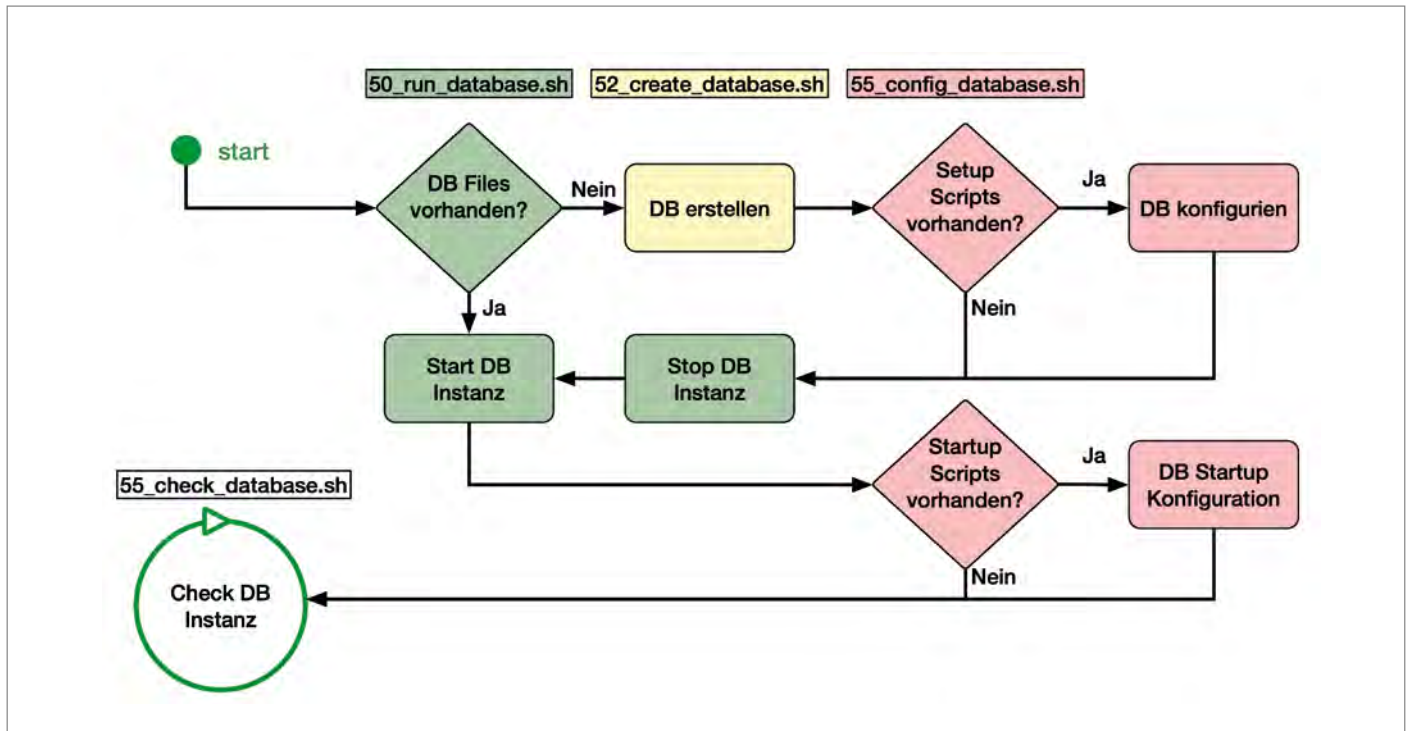 50_run_database.sh
52_create_database.sh
55_config_database.sh
start
DB Files
vorhanden?
Nein
DB erstellen
Setup
Scripts
vorhanden?
Ja
DB konfigurien
Ja
Nein
Start DB
Instanz
Stop DB
Instanz
Startup
Scripts
vorhanden?
Ja
DB Startup
Konfiguration
Nein
55_check_database.sh
Check DB
Instanz